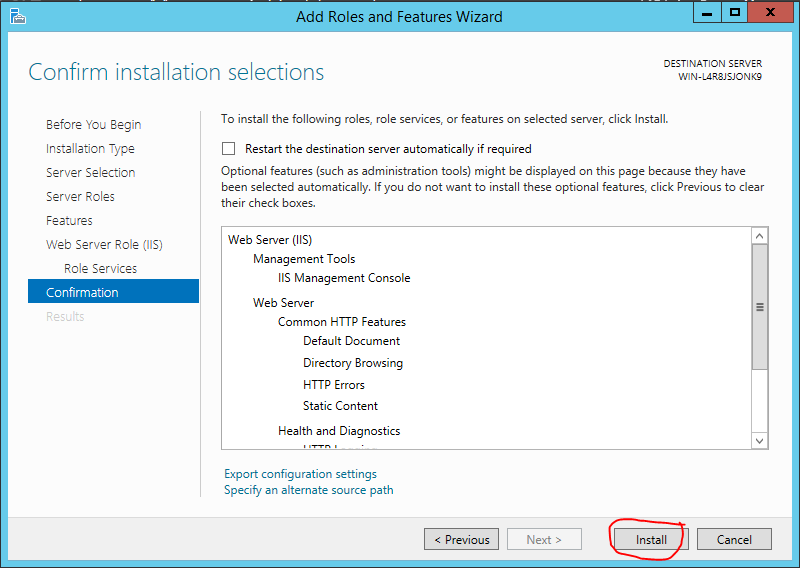 Add Roles and Features Wizard
Confirm installation selections
DESTINATION SERVER
WIN-L4R8JSJONK9
Before You Begin
Installation Type
Server Selection
Server Roles
Features
Web Server Role (IIS)
Role Services
Confirmation
Results
To install the following roles, role services, or features on selected server, click Install.
Restart the destination server automatically if required
Optional features (such as administration tools) might be displayed on this page because they have
been selected automatically. If you do not want to install these optional features, click Previous to clear
their check boxes.
Web Server (IIS)
Management Tools
IIS Management Console
Web Server
Common HTTP Features
Default Document
Directory Browsing
HTTP Errors
Static Content
Health and Diagnostics
Export configuration settings
Specify an alternate source path
< Previous
Next >
Install
Cancel